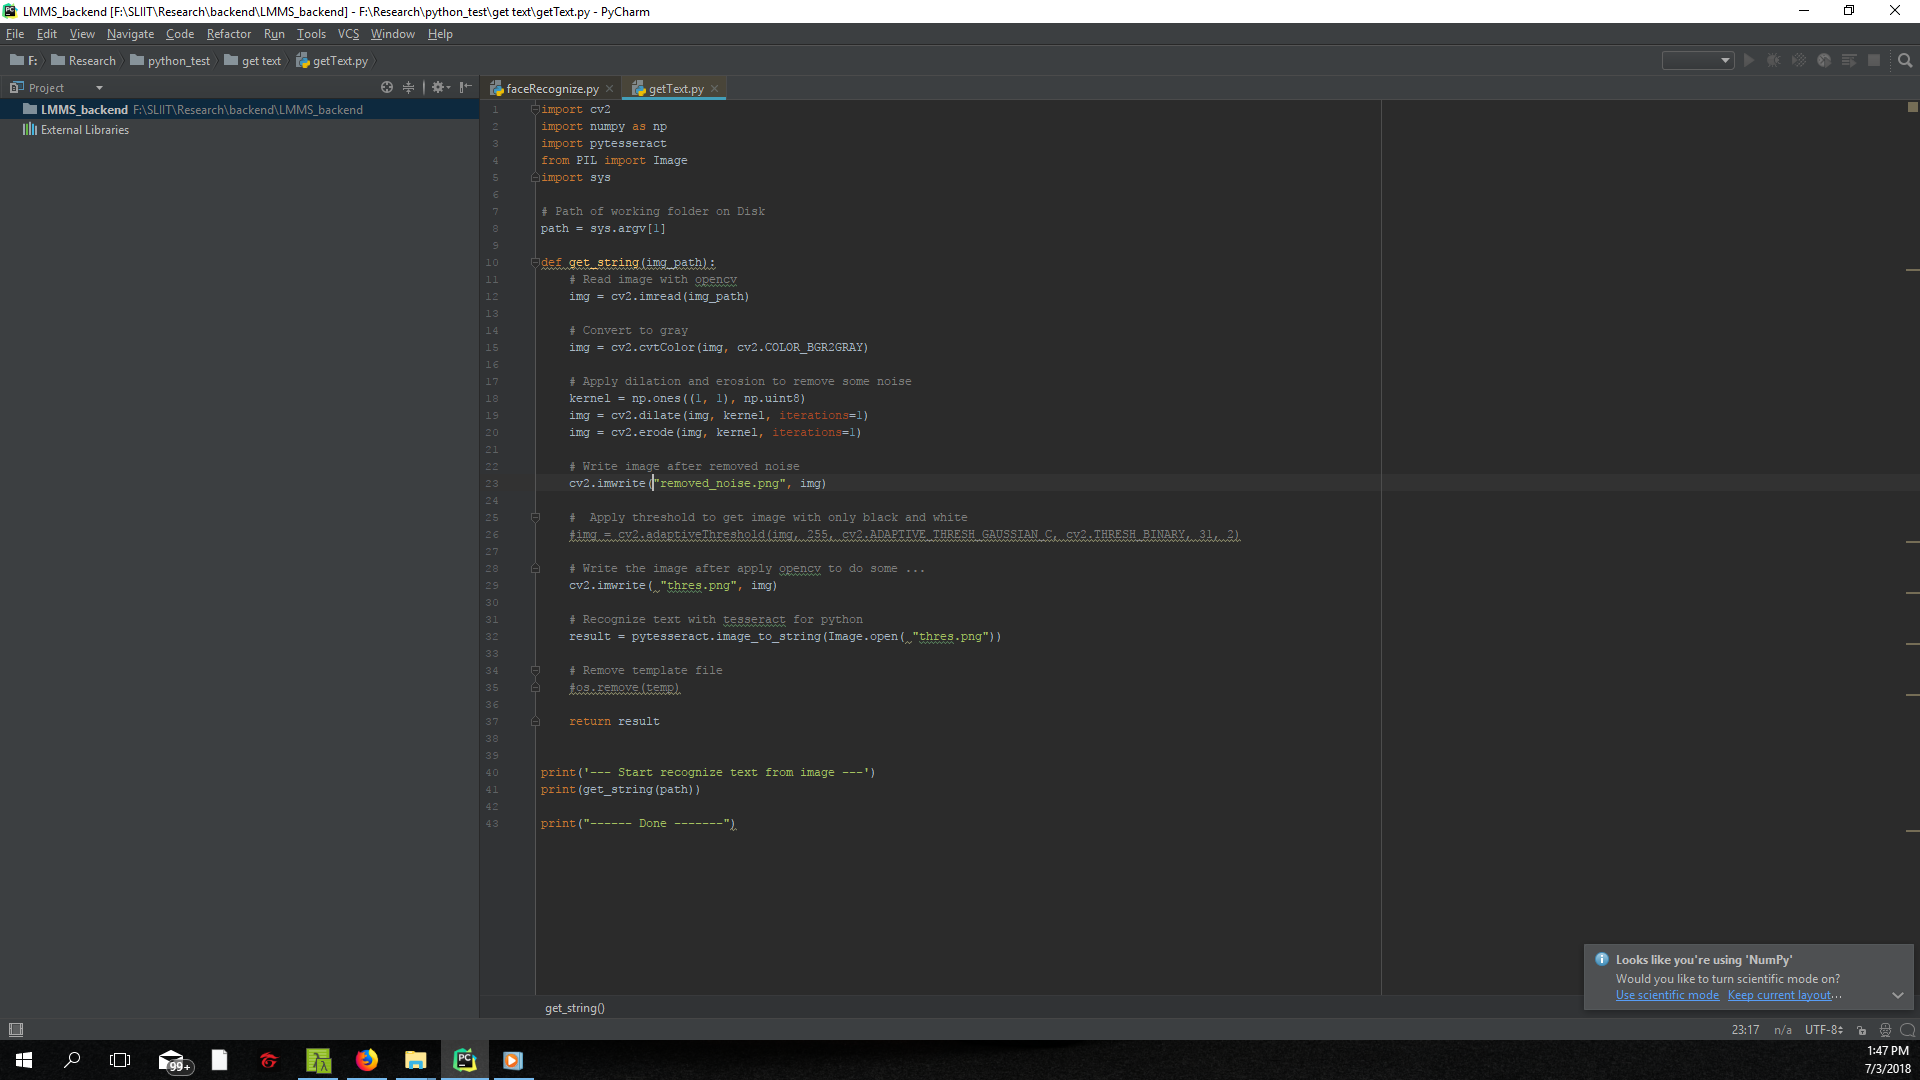 LMMS_backend [F:\SLIIT\Research\backend\LMMS_backend] - F:\Research\python_test\get text\getText.py - PyCharm
File Edit View Navigate Code Refactor Run Tools VCS Window Help
F: Research python_test get text getText.py
Project
faceRecognize.py getText.py
LMMS_backend F:\SLIIT\Research\backend\LMMS_backend
External Libraries
1 import cv2
2 import numpy as np
3 import pytesseract
4 from PIL import Image
5 import sys
6
7 # Path of working folder on Disk
8 path = sys.argv[1]
9
10 def get_string(img_path):
11 # Read image with opencv
12 img = cv2.imread(img_path)
13
14 # Convert to gray
15 img = cv2.cvtColor(img, cv2.COLOR_BGR2GRAY)
16
17 # Apply dilation and erosion to remove some noise
18 kernel = np.ones((1, 1), np.uint8)
19 img = cv2.dilate(img, kernel, iterations=1)
20 img = cv2.erode(img, kernel, iterations=1)
21
22 # Write image after removed noise
23 cv2.imwrite("removed_noise.png", img)
24
25 #  Apply threshold to get image with only black and white
26 #img = cv2.adaptiveThreshold(img, 255, cv2.ADAPTIVE_THRESH_GAUSSIAN_C, cv2.THRESH_BINARY, 31, 2)
27
28 # Write the image after apply opencv to do some ...
29 cv2.imwrite( "thres.png", img)
30
31 # Recognize text with tesseract for python
32 result = pytesseract.image_to_string(Image.open( "thres.png"))
33
34 # Remove template file
35 #os.remove(temp)
36
37 return result
38
39
40 print('--- Start recognize text from image ---')
41 print(get_string(path))
42
43 print("------ Done -------")
get_string()
Looks like you're using 'NumPy'
Would you like to turn scientific mode on?
Use scientific mode Keep current layout...
23:17 n/a UTF-8
99+
PC
1:47 PM
7/3/2018